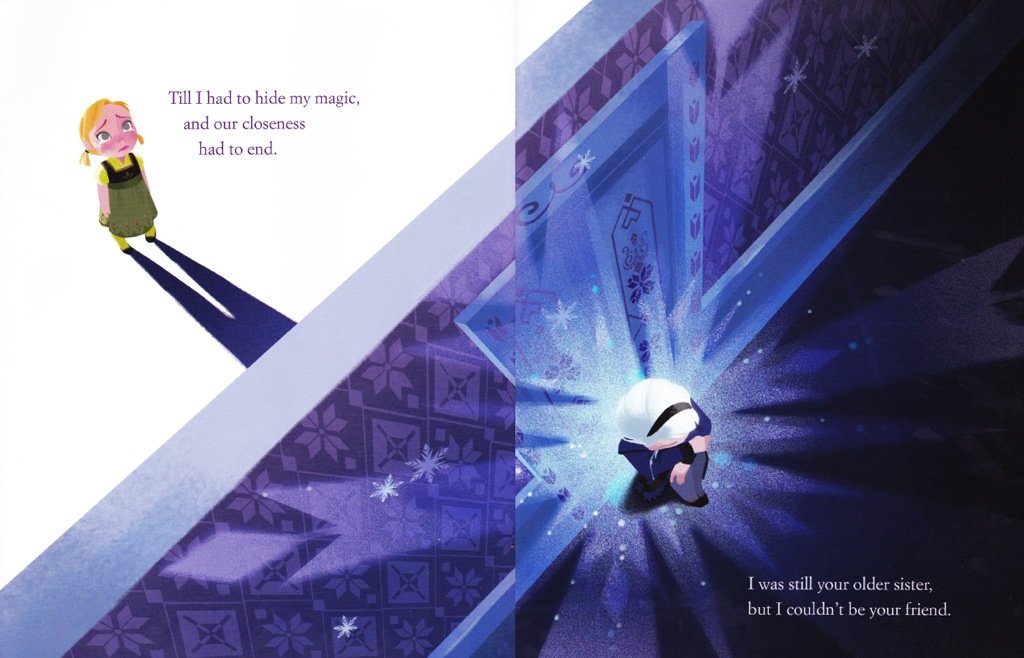 Till I had to hide my magic,
and our closeness
had to end.
I was still your older sister,
but I couldn't be your friend.